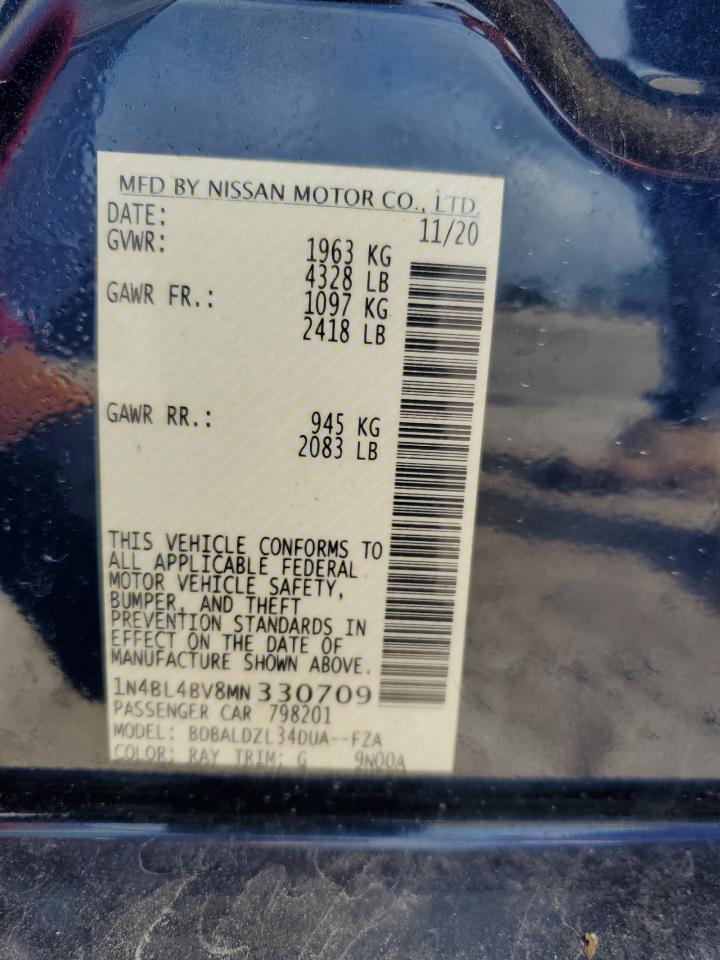 MFD BY NISSAN MOTOR CO., LTD.
DATE: 11/20
GVWR: 1963 KG
4328 LB
GAWR FR.: 1097 KG
2418 LB
GAWR RR.: 945 KG
2083 LB
THIS VEHICLE CONFORMS TO
ALL APPLICABLE FEDERAL
MOTOR VEHICLE SAFETY,
BUMPER, AND THEFT
PREVENTION STANDARDS IN
EFFECT ON THE DATE OF
MANUFACTURE SHOWN ABOVE.
1N4BL4BV8MN330709
PASSENGER CAR 798201
MODEL: BDBALDZL34DUA--FZA
COLOR: RAY TRIM: G 9N00A